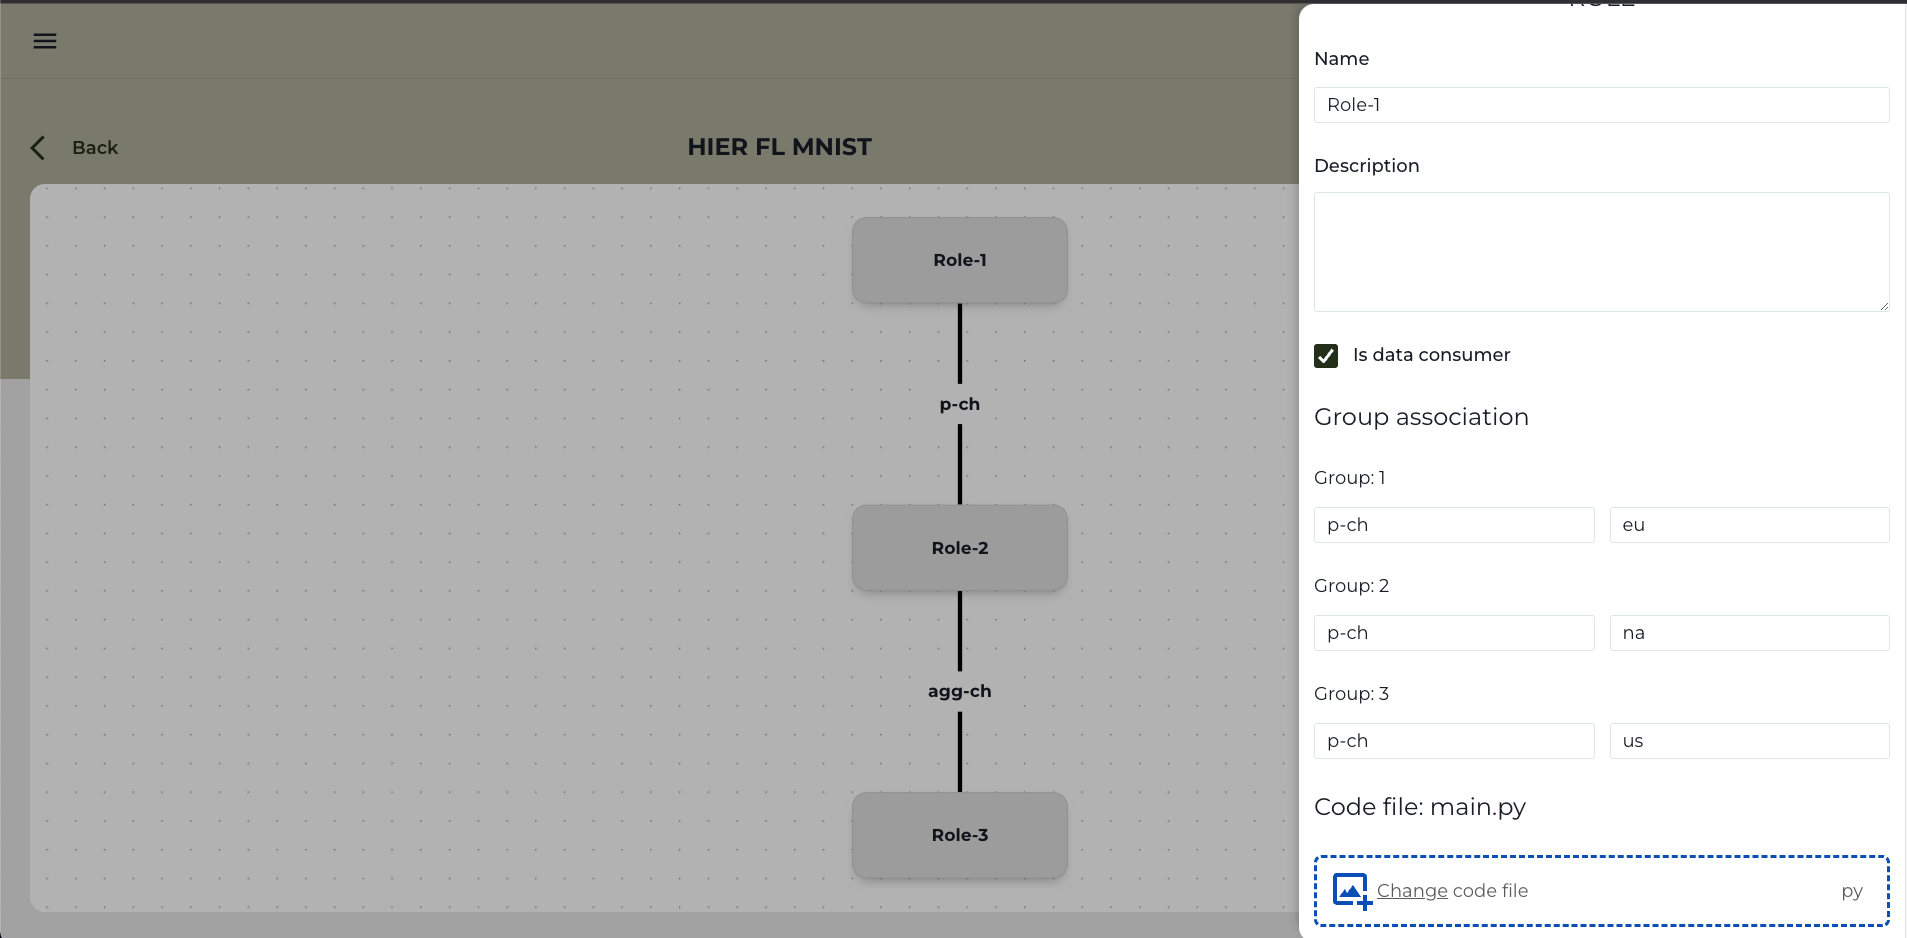 Back
HIER FL MNIST
Role-1
p-ch
Role-2
agg-ch
Role-3
Name
Role-1
Description
Is data consumer
Group association
Group: 1
p-ch eu
Group: 2
p-ch na
Group: 3
p-ch us
Code file: main.py
Change code file py